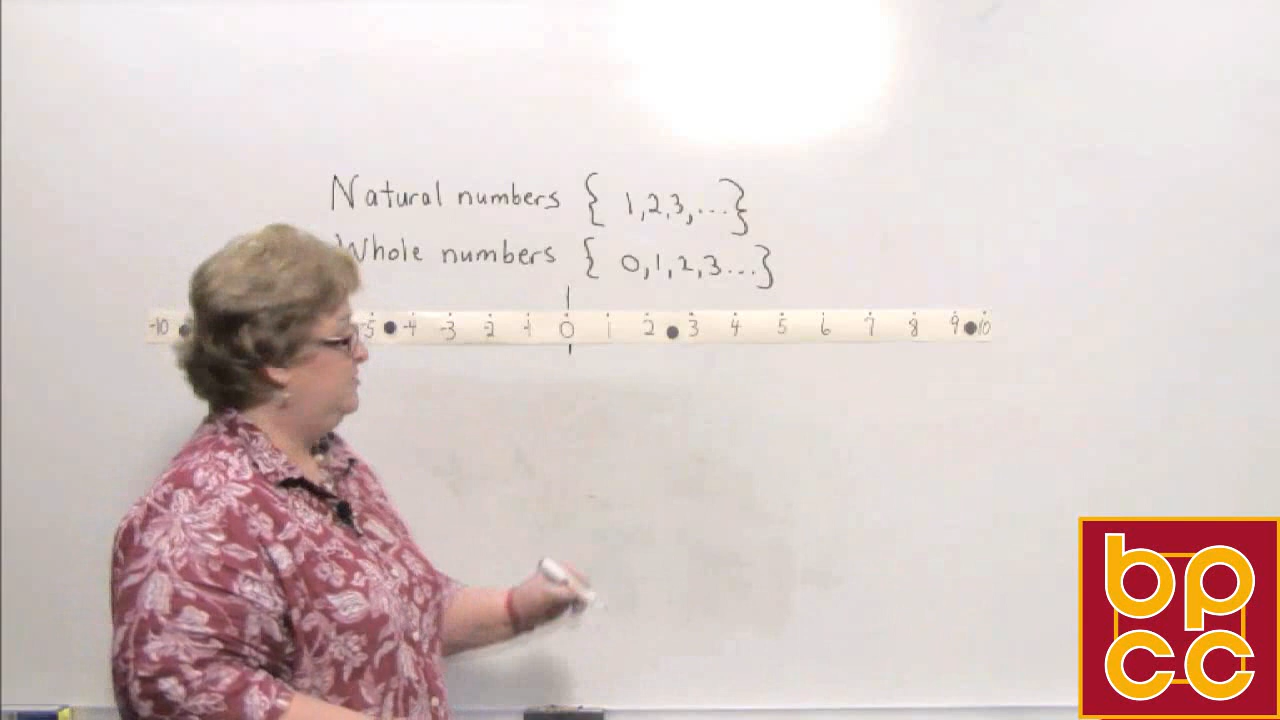 Natural numbers { 1,2,3,...}
Whole numbers { 0,1,2,3...}
-10 -5 -4 -3 -2 -1 0 1 2 3 4 5 6 7 8 9 10
bp
cc